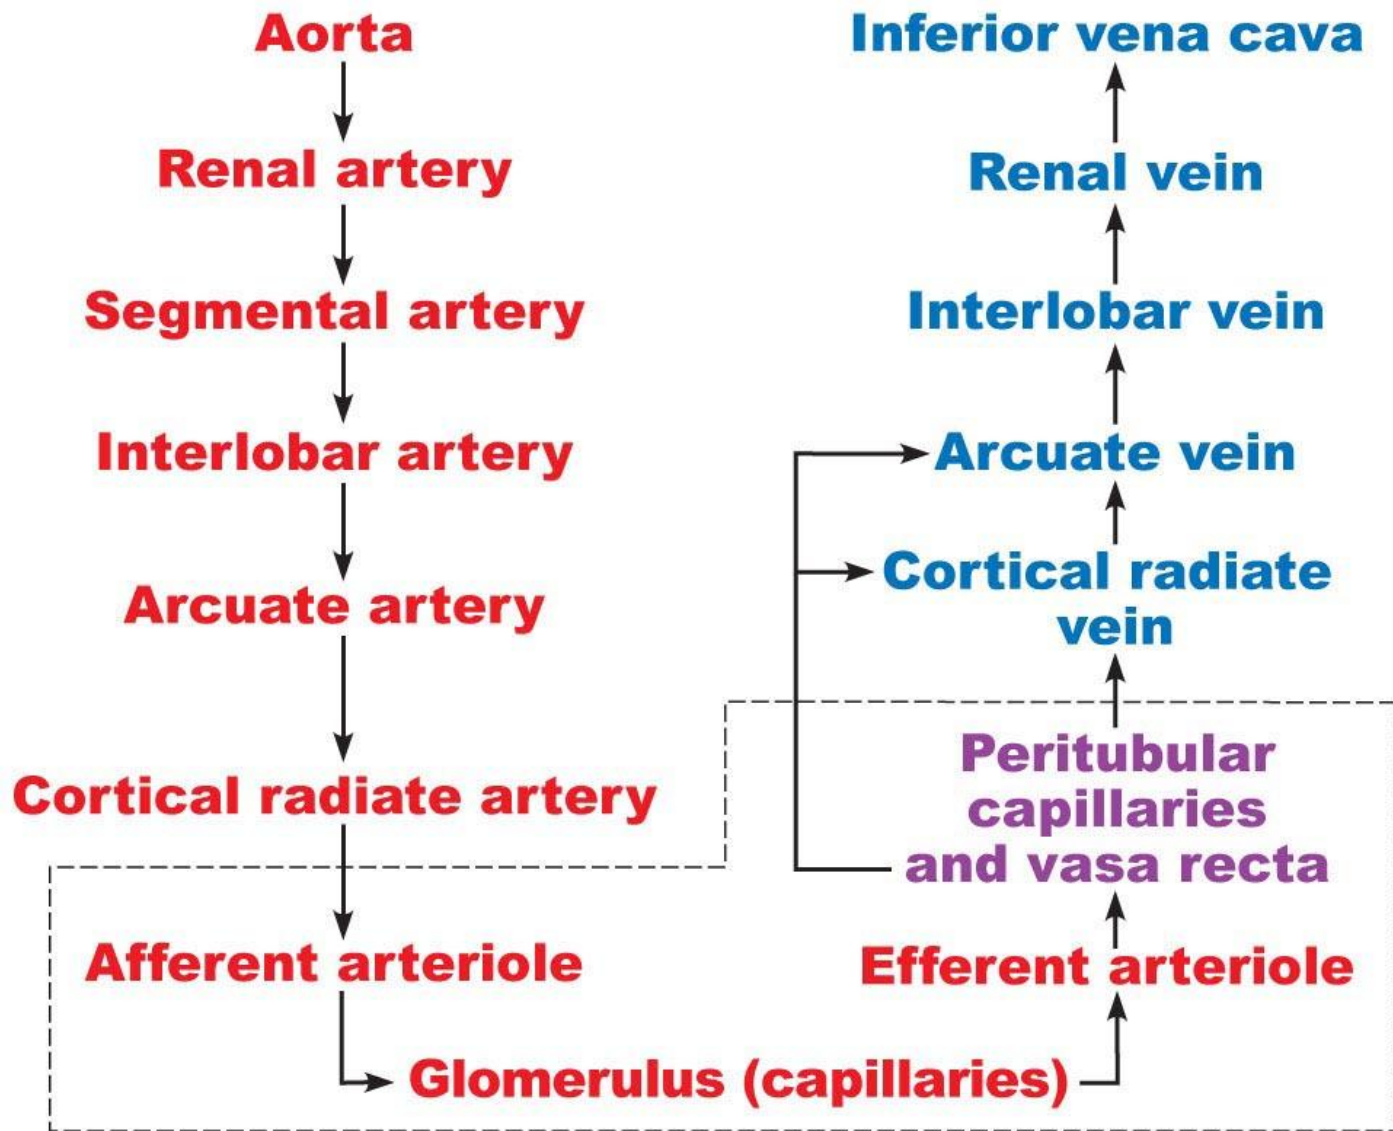 Aorta
Renal artery
Segmental artery
Interlobar artery
Arcuate artery
Cortical radiate artery
Afferent arteriole
Glomerulus (capillaries)
Efferent arteriole
Peritubular
capillaries
and vasa recta
Cortical radiate
vein
Arcuate vein
Interlobar vein
Renal vein
Inferior vena cava